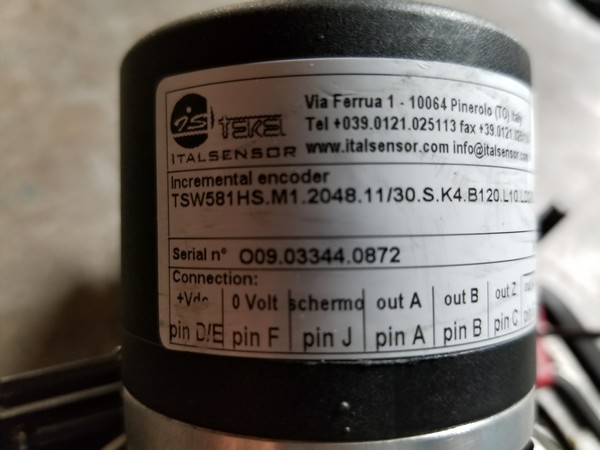 is TEKEL
ITALSENSOR
Via Ferrua 1 - 10064 Pinerolo (TO) Italy
Tel +039.0121.025113 fax +39.0121.
www.italsensor.com info@italsensor.com
Incremental encoder
TSW581HS.M1.2048.11/30.S.K4.B120.L10.
Serial n° O09.03344.0872
Connection:
+Vdc 0 Volt schermo out A out B out Z
pin D/E pin F pin J pin A pin B pin C